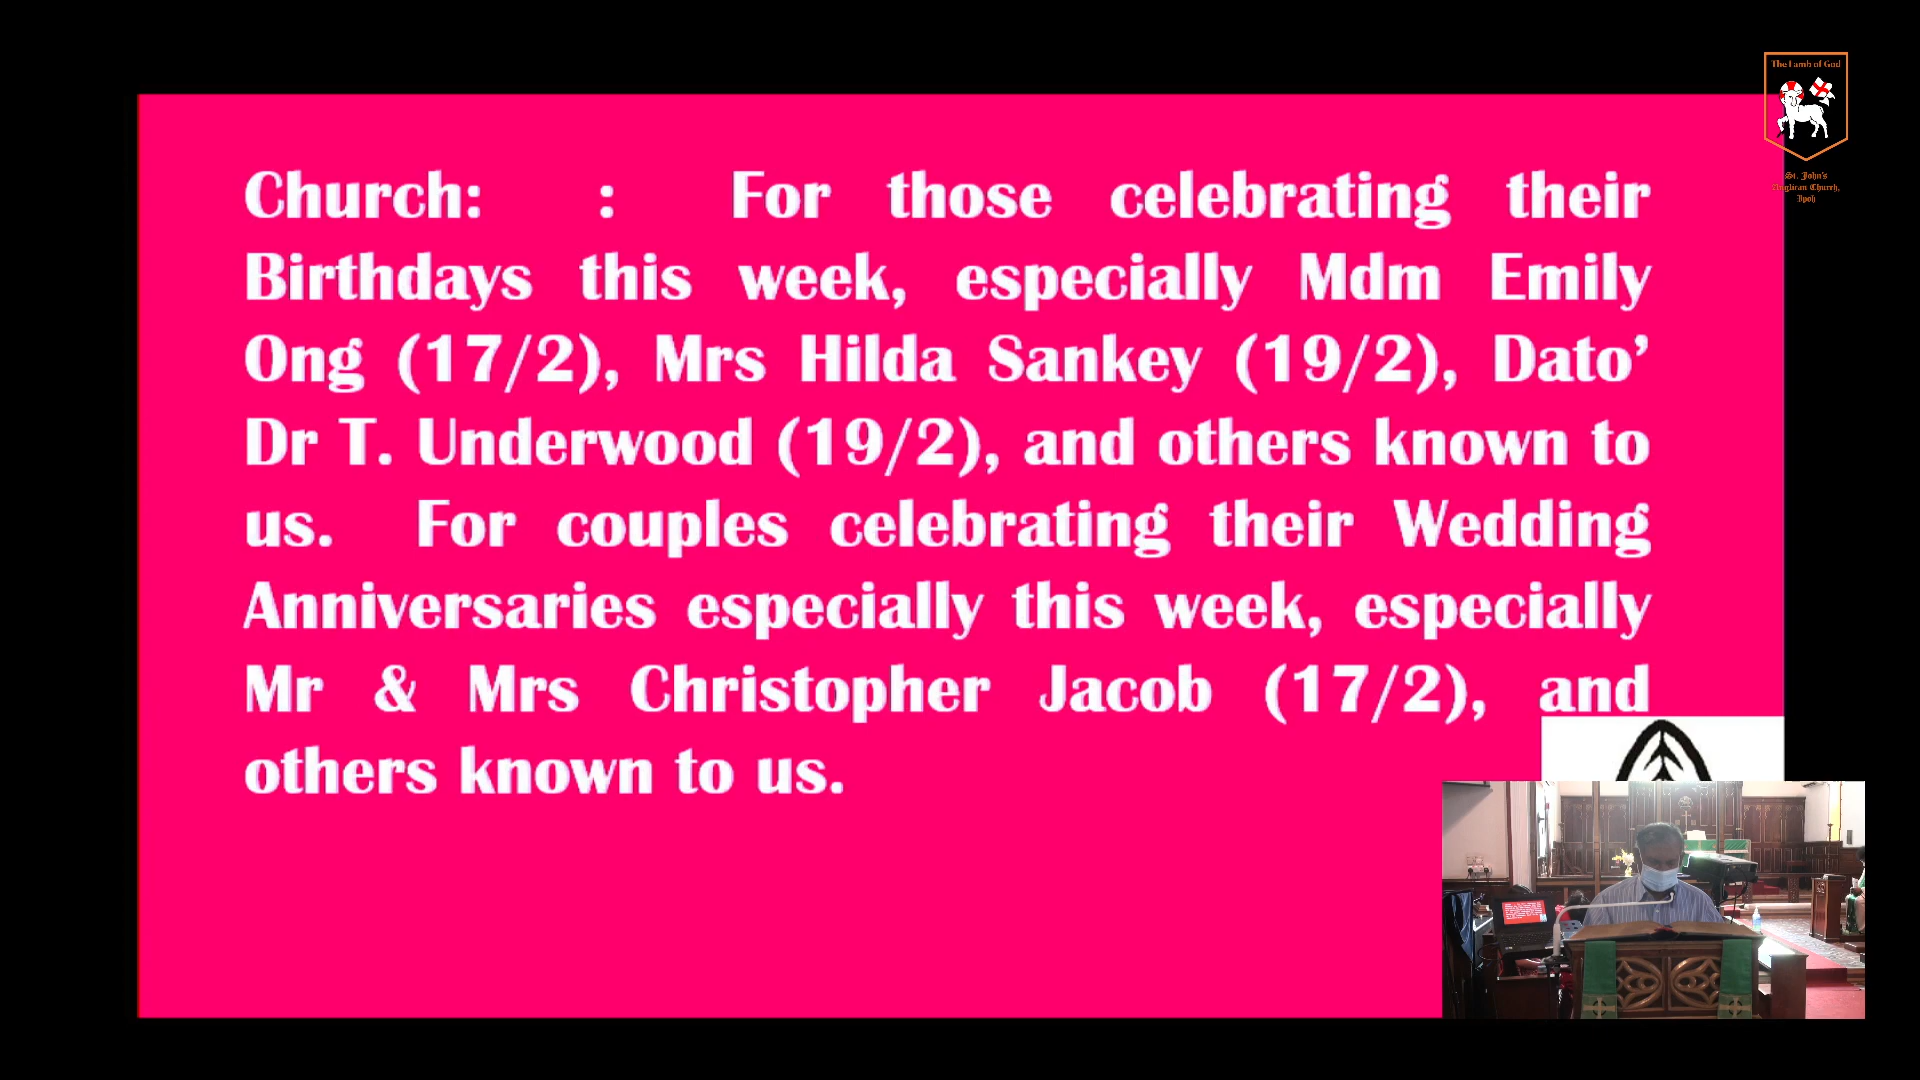 The Lamb of God
St. John's
Anglican Church,
Ipoh
Church: : For those celebrating their
Birthdays this week, especially Mdm Emily
Ong (17/2), Mrs Hilda Sankey (19/2), Dato’
Dr T. Underwood (19/2), and others known to
us. For couples celebrating their Wedding
Anniversaries especially this week, especially
Mr & Mrs Christopher Jacob (17/2), and
others known to us.